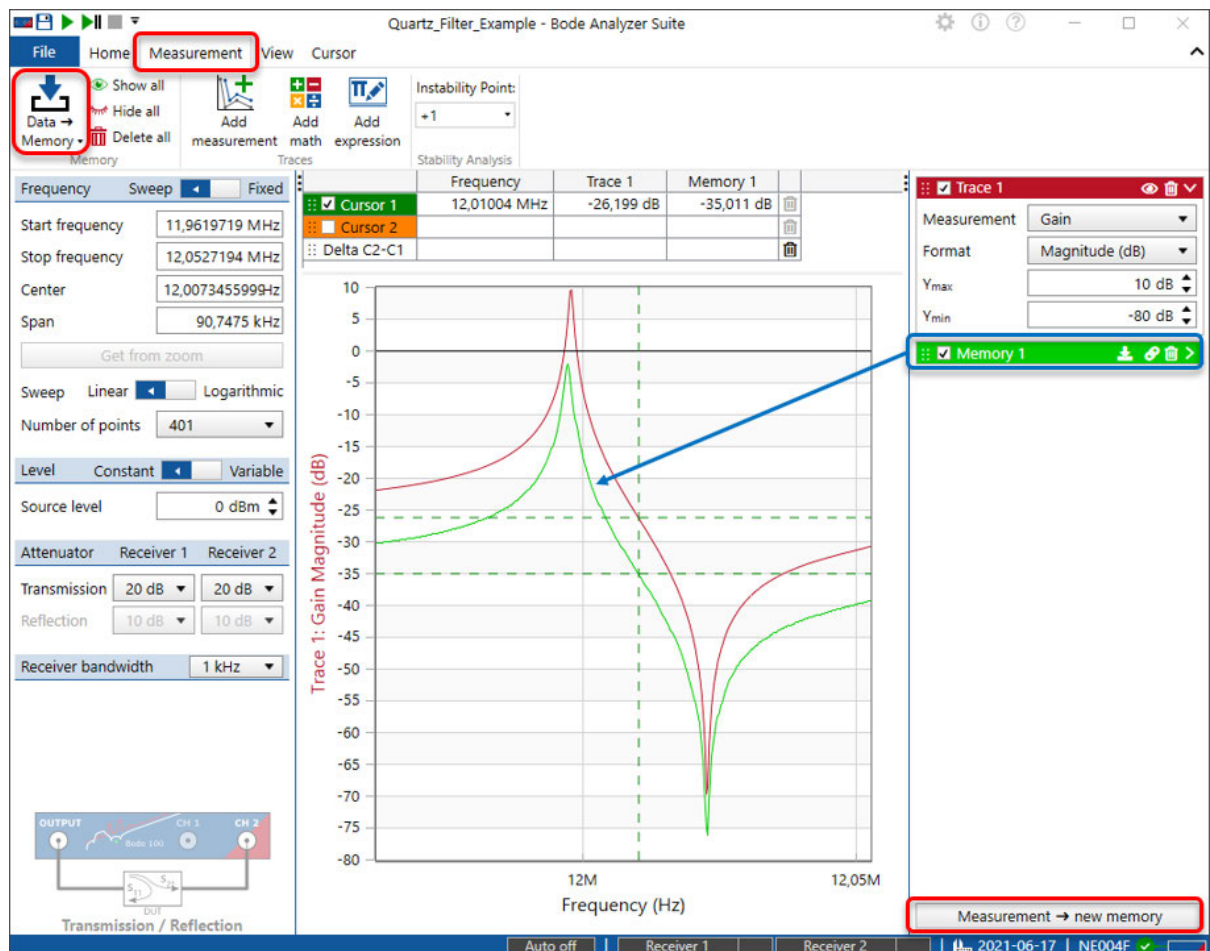 Quartz_Filter_Example - Bode Analyzer Suite
File Home Measurement View Cursor
Data →
Memory
Show all
Hide all
Delete all
Memory
Add
measurement
Add
math
Add
expression
Traces
Instability Point:
+1
Stability Analysis
Frequency Sweep Fixed
Start frequency 11,9619719 MHz
Stop frequency 12,0527194 MHz
Center 12,0073455999Hz
Span 90,7475 kHz
Get from zoom
Sweep Linear Logarithmic
Number of points 401
Level Constant Variable
Source level 0 dBm
Attenuator Receiver 1 Receiver 2
Transmission 20 dB 20 dB
Reflection 10 dB 10 dB
Receiver bandwidth 1 kHz
OUTPUT CH 1 CH 2
Bode 100
S11 S21
DUT
Transmission / Reflection
Frequency Trace 1 Memory 1
Cursor 1 12,01004 MHz -26,199 dB -35,011 dB
Cursor 2
Delta C2-C1
Trace 1: Gain Magnitude (dB)
10
5
0
-5
-10
-15
-20
-25
-30
-35
-40
-45
-50
-55
-60
-65
-70
-75
-80
12M 12,05M
Frequency (Hz)
Trace 1
Measurement Gain
Format Magnitude (dB)
Ymax 10 dB
Ymin -80 dB
Memory 1
Measurement → new memory
Auto off Receiver 1 Receiver 2 2021-06-17 NE004F